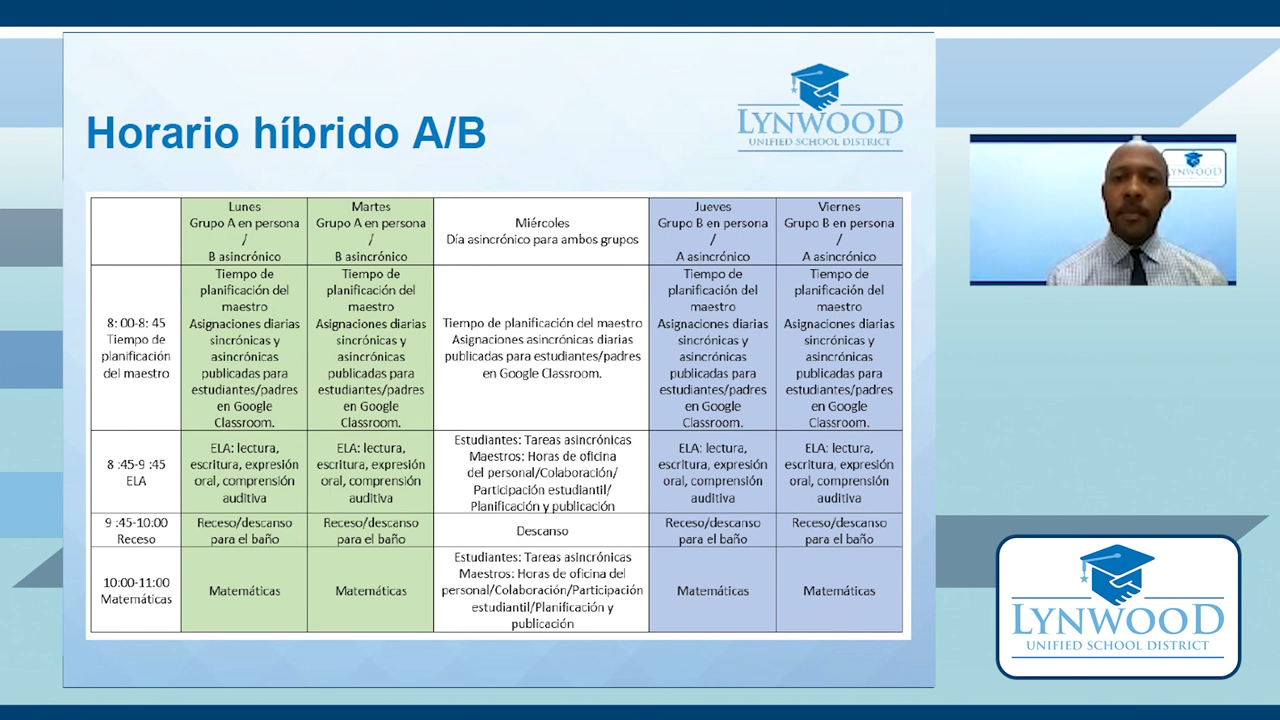 Horario híbrido A/B
LYNWOOD
UNIFIED SCHOOL DISTRICT
LYNWOOD
UNIFIED SCHOOL DISTRICT
Lunes
Grupo A en persona
/
B asincrónico
Martes
Grupo A en persona
/
B asincrónico
Miércoles
Día asincrónico para ambos grupos
Jueves
Grupo B en persona
/
A asincrónico
Viernes
Grupo B en persona
/
A asincrónico
8: 00-8: 45
Tiempo de
planificación
del maestro
Tiempo de
planificación del
maestro
Asignaciones diarias
sincrónicas y
asincrónicas
publicadas para
estudiantes/padres
en Google
Classroom.
Tiempo de
planificación del
maestro
Asignaciones diarias
sincrónicas y
asincrónicas
publicadas para
estudiantes/padres
en Google
Classroom.
Tiempo de planificación del maestro
Asignaciones asincrónicas diarias
publicadas para estudiantes/padres
en Google Classroom.
Tiempo de
planificación del
maestro
Asignaciones diarias
sincrónicas y
asincrónicas
publicadas para
estudiantes/padres
en Google
Classroom.
Tiempo de
planificación del
maestro
Asignaciones diarias
sincrónicas y
asincrónicas
publicadas para
estudiantes/padres
en Google
Classroom.
8 :45-9 :45
ELA
ELA: lectura,
escritura, expresión
oral, comprensión
auditiva
ELA: lectura,
escritura, expresión
oral, comprensión
auditiva
Estudiantes: Tareas asincrónicas
Maestros: Horas de oficina
del personal/Colaboración/
Participación estudiantil/
Planificación y publicación
ELA: lectura,
escritura, expresión
oral, comprensión
auditiva
ELA: lectura,
escritura, expresión
oral, comprensión
auditiva
9 :45-10:00
Receso
Receso/descanso
para el baño
Receso/descanso
para el baño
Descanso
Receso/descanso
para el baño
Receso/descanso
para el baño
10:00-11:00
Matemáticas
Matemáticas
Matemáticas
Estudiantes: Tareas asincrónicas
Maestros: Horas de oficina del
personal/Colaboración/Participación
estudiantil/Planificación y
publicación
Matemáticas
Matemáticas
LYNWOOD
UNIFIED SCHOOL DISTRICT